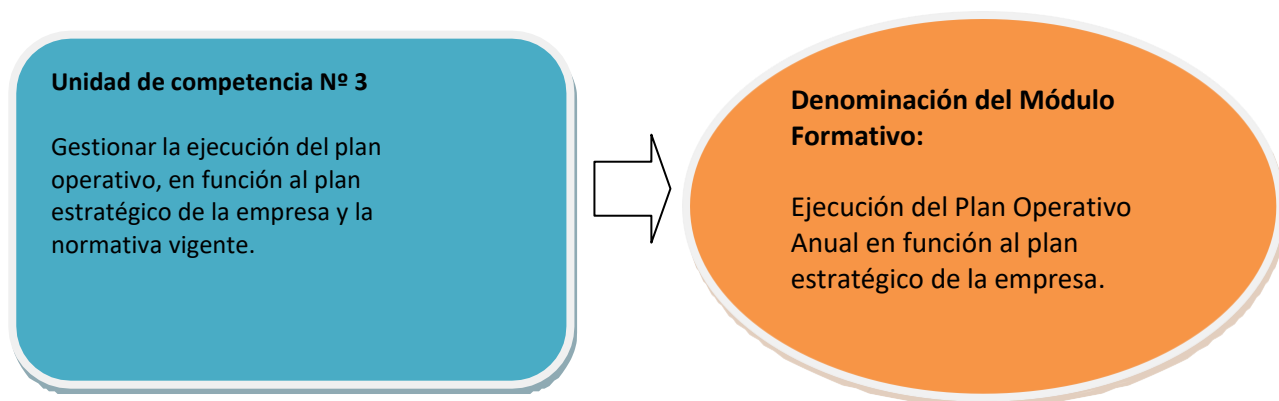 Unidad de competencia Nº 3
Gestionar la ejecución del plan
operativo, en función al plan
estratégico de la empresa y la
normativa vigente.
Denominación del Módulo
Formativo:
Ejecución del Plan Operativo
Anual en función al plan
estratégico de la empresa.